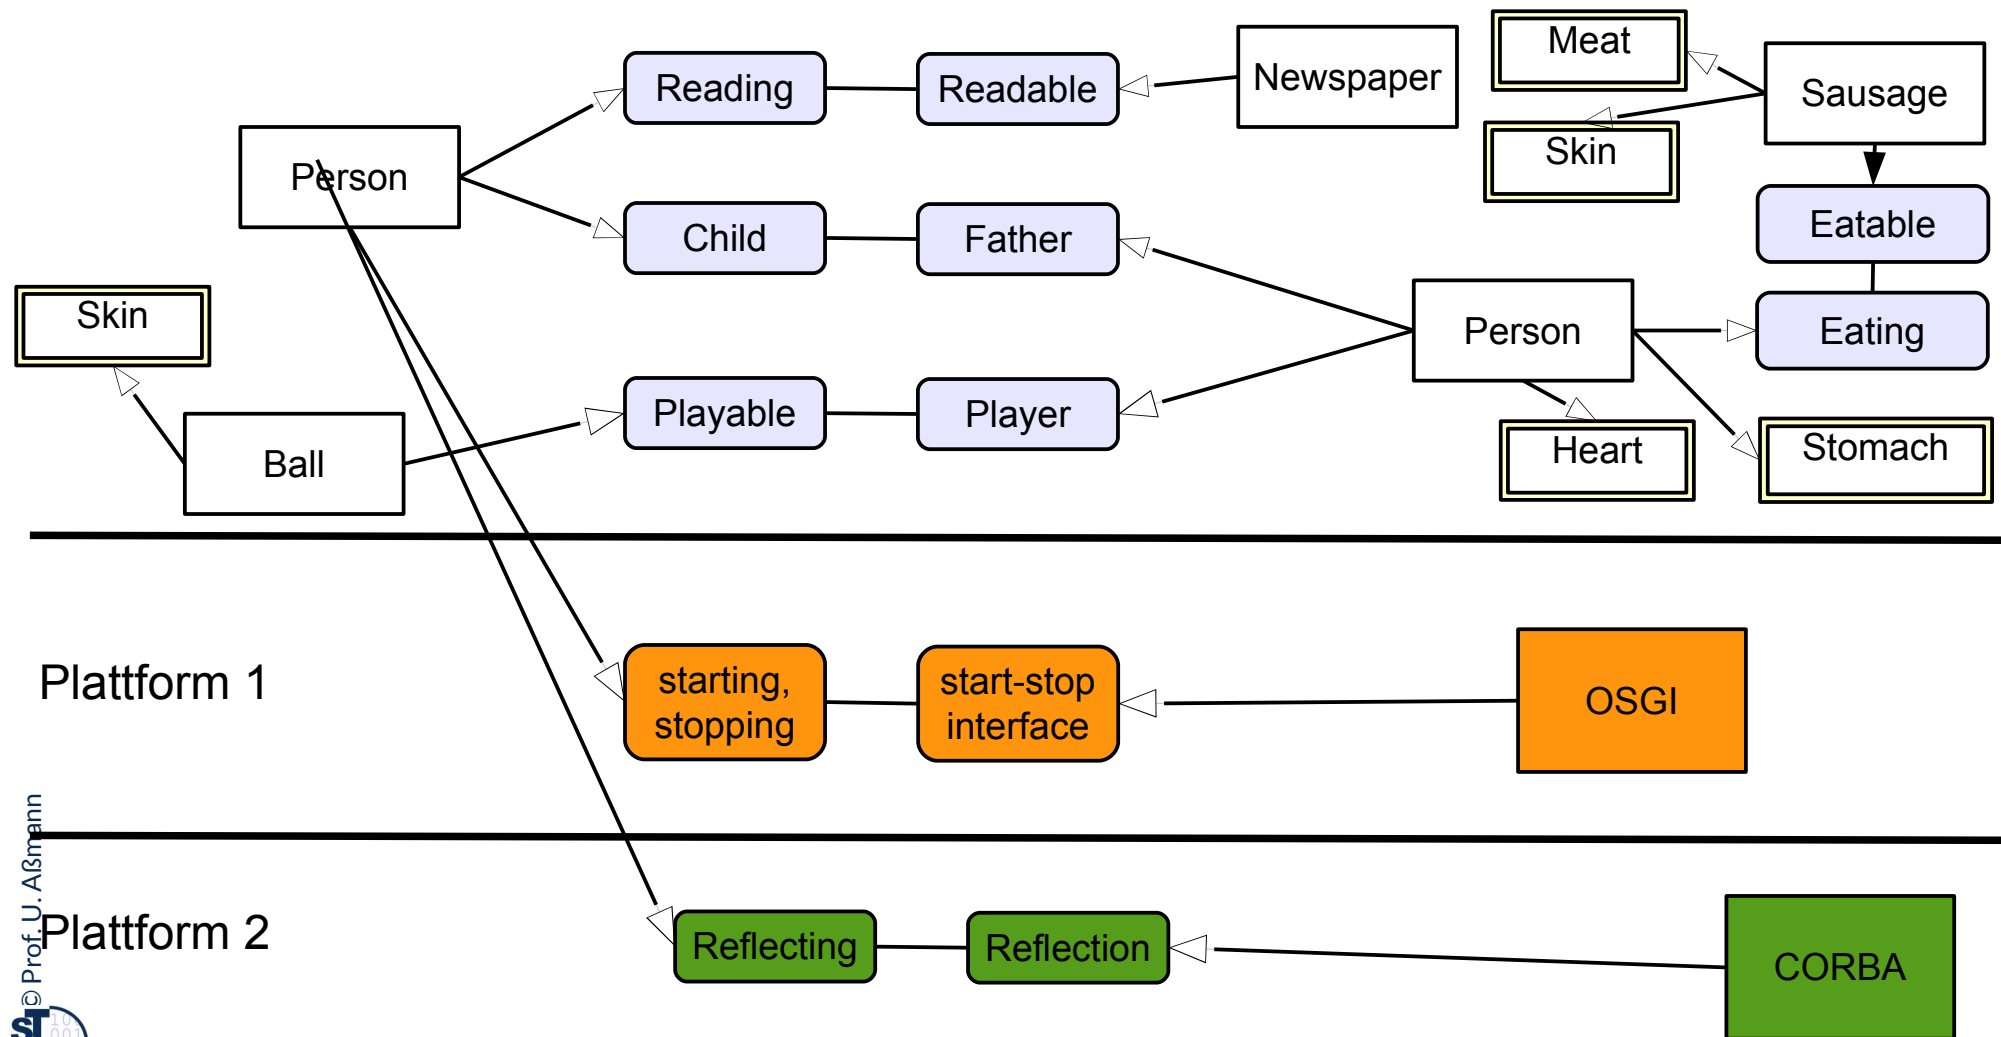 Meat
Reading
Readable
Newspaper
Sausage
Skin
Person
Child
Father
Eatable
Skin
Person
Eating
Playable
Player
Ball
Heart
Stomach
Plattform 1
starting,
stopping
start-stop
interface
OSGI
© Prof. U. Aßmann
Plattform 2
Reflecting
Reflection
CORBA
ST